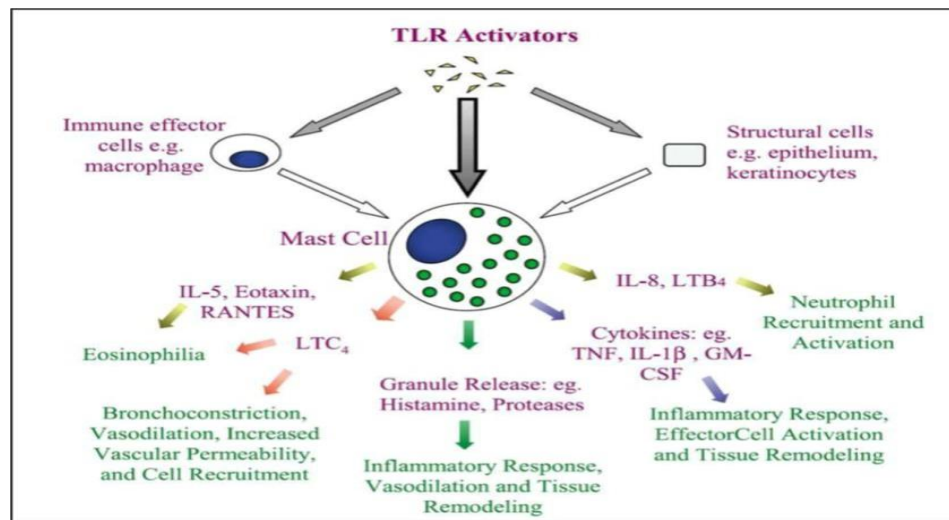 TLR Activators
Immune effector
cells e.g.
macrophage
Structural cells
e.g. epithelium,
keratinocytes
Mast Cell
IL-5, Eotaxin,
RANTES
IL-8, LTB4
Neutrophil
Recruitment and
Activation
Eosinophilia
LTC4
Cytokines: eg.
TNF, IL-1β , GM-
CSF
Granule Release: eg.
Histamine, Proteases
Bronchoconstriction,
Vasodilation, Increased
Vascular Permeability,
and Cell Recruitment
Inflammatory Response,
Vasodilation and Tissue
Remodeling
Inflammatory Response,
EffectorCell Activation
and Tissue Remodeling